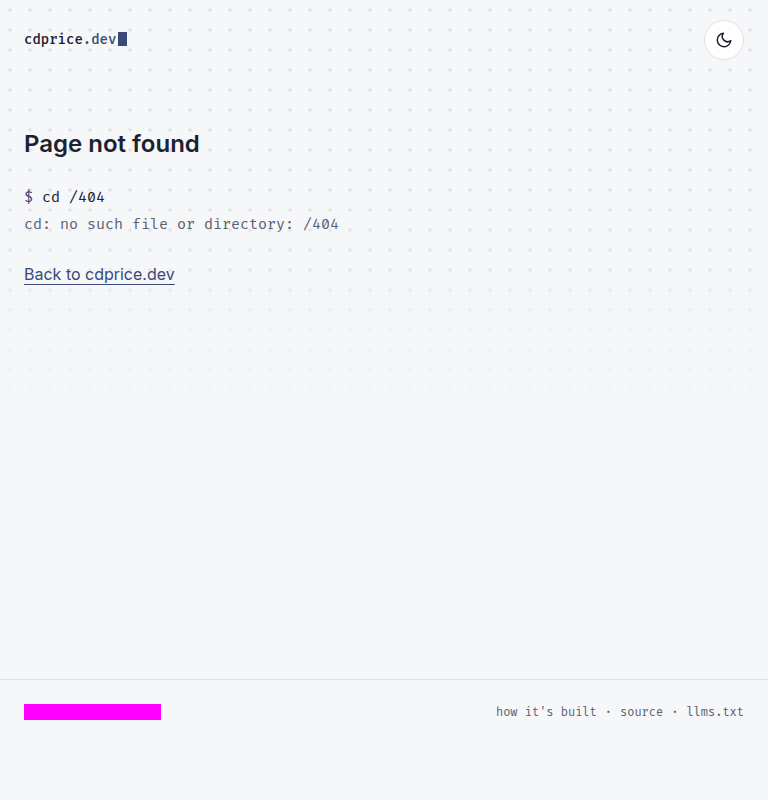 cdprice.dev
Page not found
$ cd /404
cd: no such file or directory: /404
Back to cdprice.dev
how it's built · source · llms.txt